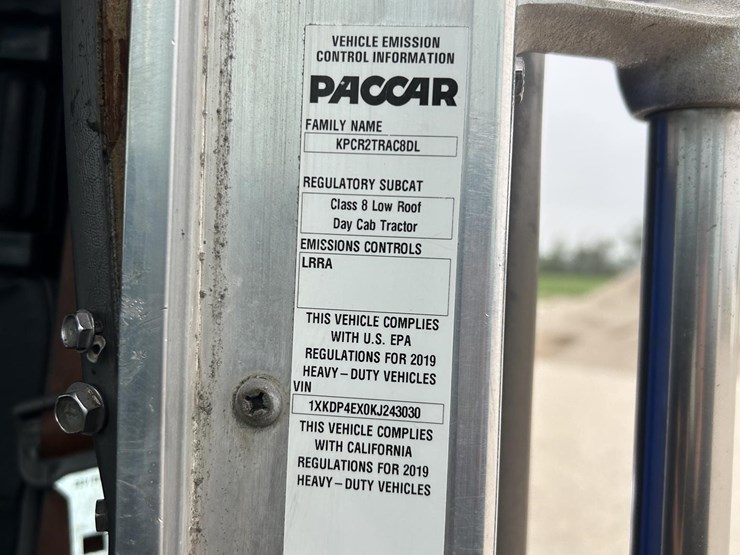 VEHICLE EMISSION
CONTROL INFORMATION
PACCAR
FAMILY NAME
KPCR2TRAC8DL
REGULATORY SUBCAT
Class 8 Low Roof
Day Cab Tractor
EMISSIONS CONTROLS
LRRA
THIS VEHICLE COMPLIES
WITH U.S. EPA
REGULATIONS FOR 2019
HEAVY–DUTY VEHICLES
VIN
1XKDP4EX0KJ243030
THIS VEHICLE COMPLIES
WITH CALIFORNIA
REGULATIONS FOR 2019
HEAVY–DUTY VEHICLES